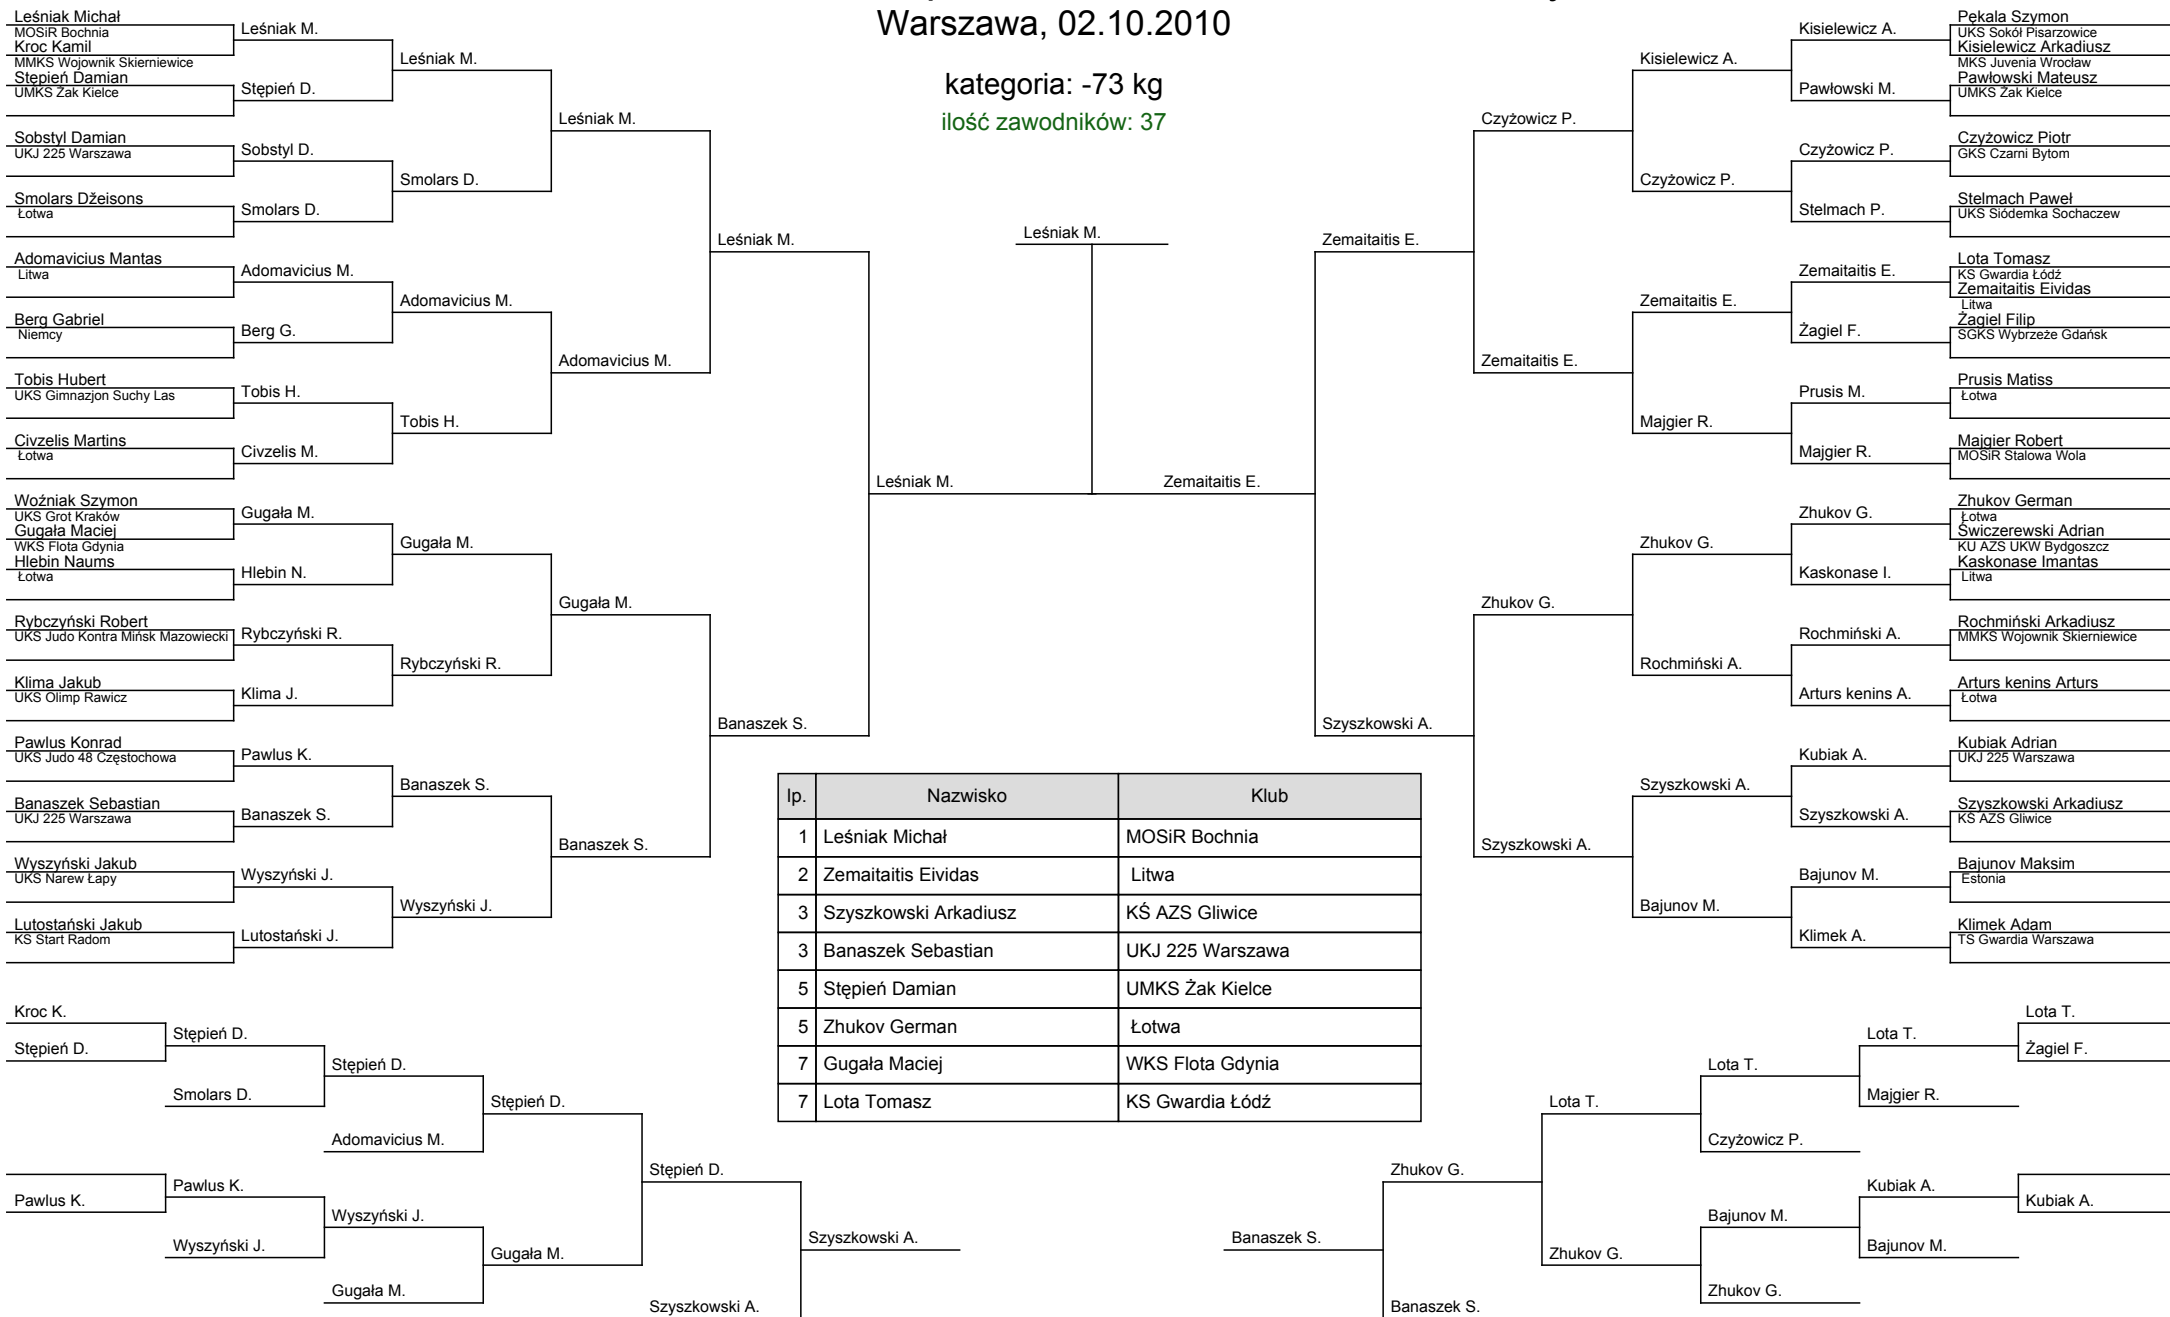 Warszawa, 02.10.2010
kategoria: -73 kg
ilość zawodników: 37
Leśniak Michał
MOSiR Bochnia
Kroc Kamil
MMKS Wojownik Skierniewice
Stępień Damian
UMKS Żak Kielce
Sobstyl Damian
UKJ 225 Warszawa
Smolars Džeisons
Łotwa
Adomavicius Mantas
Litwa
Berg Gabriel
Niemcy
Tobis Hubert
UKS Gimnazjon Suchy Las
Civzelis Martins
Łotwa
Woźniak Szymon
UKS Grot Kraków
Gugała Maciej
WKS Flota Gdynia
Hlebin Naums
Łotwa
Rybczyński Robert
UKS Judo Kontra Mińsk Mazowiecki
Klima Jakub
UKS Olimp Rawicz
Pawlus Konrad
UKS Judo 48 Częstochowa
Banaszek Sebastian
UKJ 225 Warszawa
Wyszyński Jakub
UKS Narew Łapy
Lutostański Jakub
KS Start Radom
Leśniak M.
Stępień D.
Sobstyl D.
Smolars D.
Adomavicius M.
Berg G.
Tobis H.
Civzelis M.
Gugała M.
Hlebin N.
Rybczyński R.
Klima J.
Pawlus K.
Banaszek S.
Wyszyński J.
Lutostański J.
Leśniak M.
Smolars D.
Adomavicius M.
Tobis H.
Gugała M.
Rybczyński R.
Banaszek S.
Wyszyński J.
Leśniak M.
Adomavicius M.
Gugała M.
Banaszek S.
Leśniak M.
Banaszek S.
Leśniak M.
Leśniak M.
Zemaitaitis E.
Zemaitaitis E.
Szyszkowski A.
Czyżowicz P.
Zemaitaitis E.
Zhukov G.
Szyszkowski A.
Kisielewicz A.
Czyżowicz P.
Zemaitaitis E.
Majgier R.
Zhukov G.
Rochmiński A.
Szyszkowski A.
Bajunov M.
Kisielewicz A.
Pawłowski M.
Czyżowicz P.
Stelmach P.
Zemaitaitis E.
Żagiel F.
Prusis M.
Majgier R.
Zhukov G.
Kaskonase I.
Rochmiński A.
Arturs kenins A.
Kubiak A.
Szyszkowski A.
Bajunov M.
Klimek A.
Pękala Szymon
UKS Sokół Pisarzowice
Kisielewicz Arkadiusz
MKS Juvenia Wrocław
Pawłowski Mateusz
UMKS Żak Kielce
Czyżowicz Piotr
GKS Czarni Bytom
Stelmach Paweł
UKS Siódemka Sochaczew
Lota Tomasz
KS Gwardia Łódź
Zemaitaitis Eividas
Litwa
Żagiel Filip
SGKS Wybrzeże Gdańsk
Prusis Matiss
Łotwa
Majgier Robert
MOSiR Stalowa Wola
Zhukov German
Łotwa
Świczerewski Adrian
KU AZS UKW Bydgoszcz
Kaskonase Imantas
Litwa
Rochmiński Arkadiusz
MMKS Wojownik Skierniewice
Arturs kenins Arturs
Łotwa
Kubiak Adrian
UKJ 225 Warszawa
Szyszkowski Arkadiusz
KŚ AZS Gliwice
Bajunov Maksim
Estonia
Klimek Adam
TS Gwardia Warszawa
lp. Nazwisko Klub
1 Leśniak Michał MOSiR Bochnia
2 Zemaitaitis Eividas Litwa
3 Szyszkowski Arkadiusz KŚ AZS Gliwice
3 Banaszek Sebastian UKJ 225 Warszawa
5 Stępień Damian UMKS Żak Kielce
5 Zhukov German Łotwa
7 Gugała Maciej WKS Flota Gdynia
7 Lota Tomasz KS Gwardia Łódź
Kroc K.
Stępień D.
Pawlus K.
Stępień D.
Smolars D.
Pawlus K.
Wyszyński J.
Stępień D.
Adomavicius M.
Wyszyński J.
Gugała M.
Stępień D.
Gugała M.
Stępień D.
Szyszkowski A.
Szyszkowski A.
Banaszek S.
Zhukov G.
Banaszek S.
Lota T.
Zhukov G.
Lota T.
Czyżowicz P.
Bajunov M.
Zhukov G.
Lota T.
Majgier R.
Kubiak A.
Bajunov M.
Lota T.
Żagiel F.
Kubiak A.